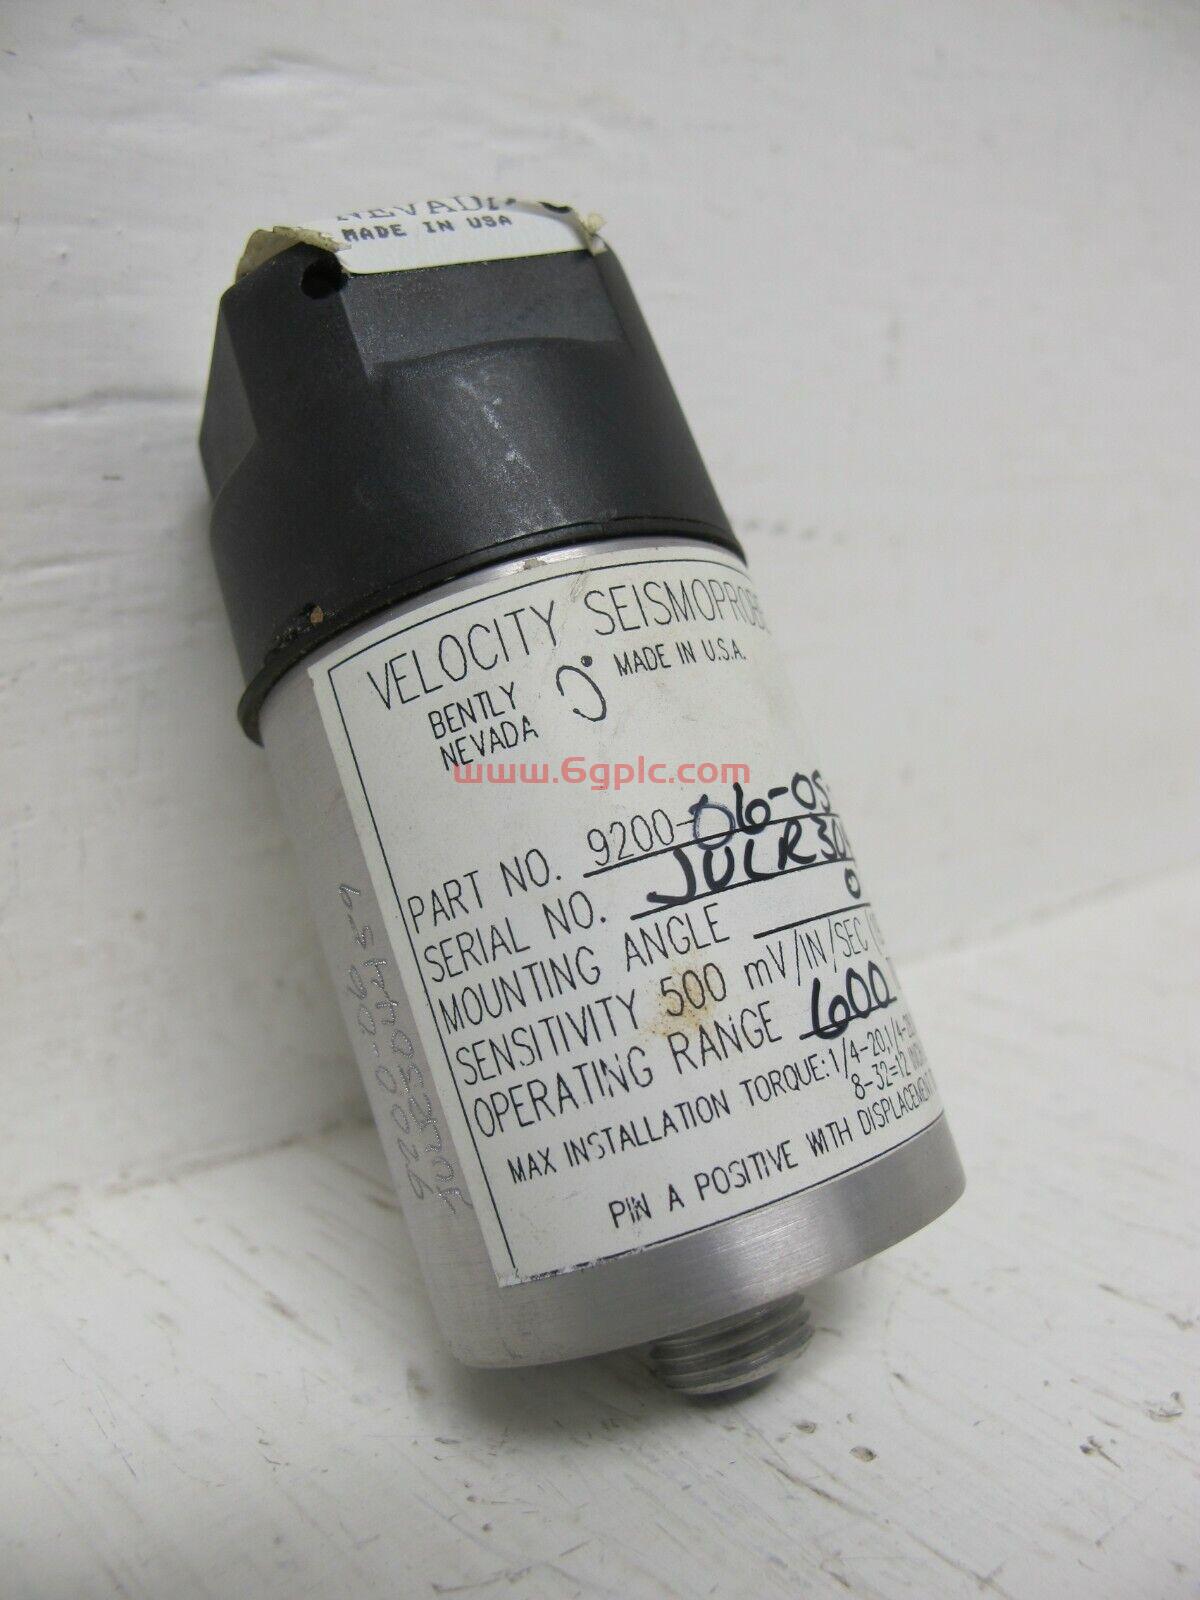 NEVADA
MADE IN USA
VELOCITY SEISMOPROBE
BENTLY
NEVADA
MADE IN U.S.A.
www.6gplc.com
PART NO. 9200-06-05-
SERIAL NO. JULR30
MOUNTING ANGLE 0
SENSITIVITY 500 mV/IN/SEC
OPERATING RANGE 600
MAX INSTALLATION TORQUE: 1/4-20, 1/4-
8-32=12
PIN A POSITIVE WITH DISPLACEMENT
9200-06